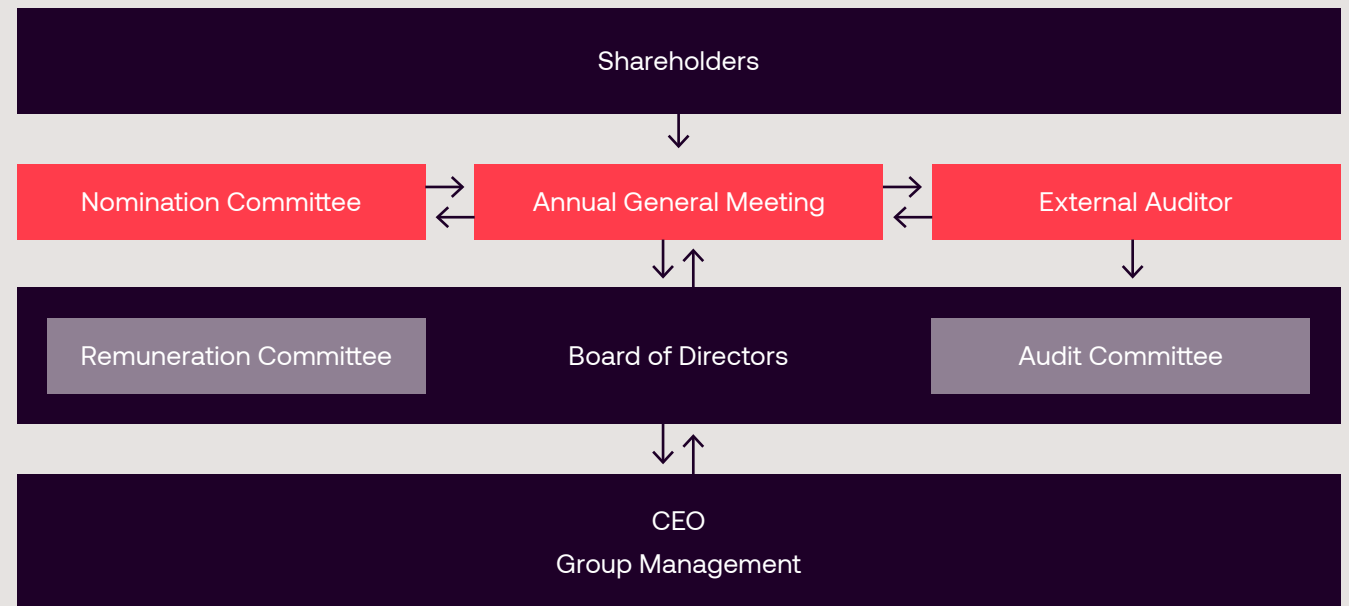 Shareholders
Nomination Committee
Annual General Meeting
External Auditor
Remuneration Committee
Board of Directors
Audit Committee
CEO
Group Management